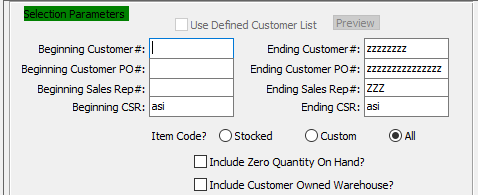 Selection Parameters
Use Defined Customer List Preview
Beginning Customer#: Ending Customer#: zzzzzzzz
Beginning Customer PO#: Ending Customer PO#: zzzzzzzzzzzzzzz
Beginning Sales Rep#: Ending Sales Rep#: ZZZ
Beginning CSR: asi Ending CSR: asi
Item Code? Stocked Custom All
Include Zero Quantity On Hand?
Include Customer Owned Warehouse?